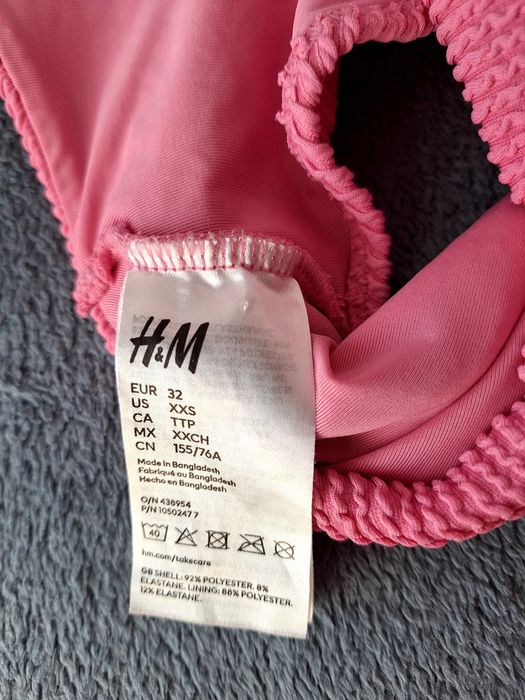 H&M
EUR 32
US XXS
CA TTP
MX XXCH
CN 155/76A
Made in Bangladesh
Fabriqué au Bangladesh
Hecho en Bangladesh
O/N 438954
P/N 10502477
40
hm.com/takecare
GB SHELL: 92% POLYESTER. 8%
ELASTANE. LINING: 88% POLYESTER.
12% ELASTANE.